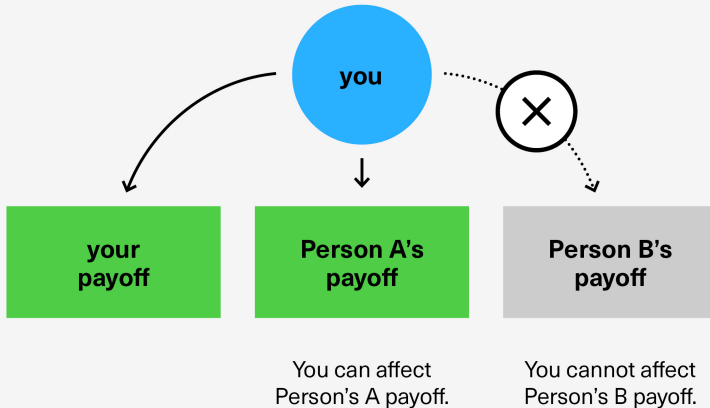 you
your
payoff
Person A's
payoff
Person B's
payoff
You can affect
Person's A payoff.
You cannot affect
Person's B payoff.